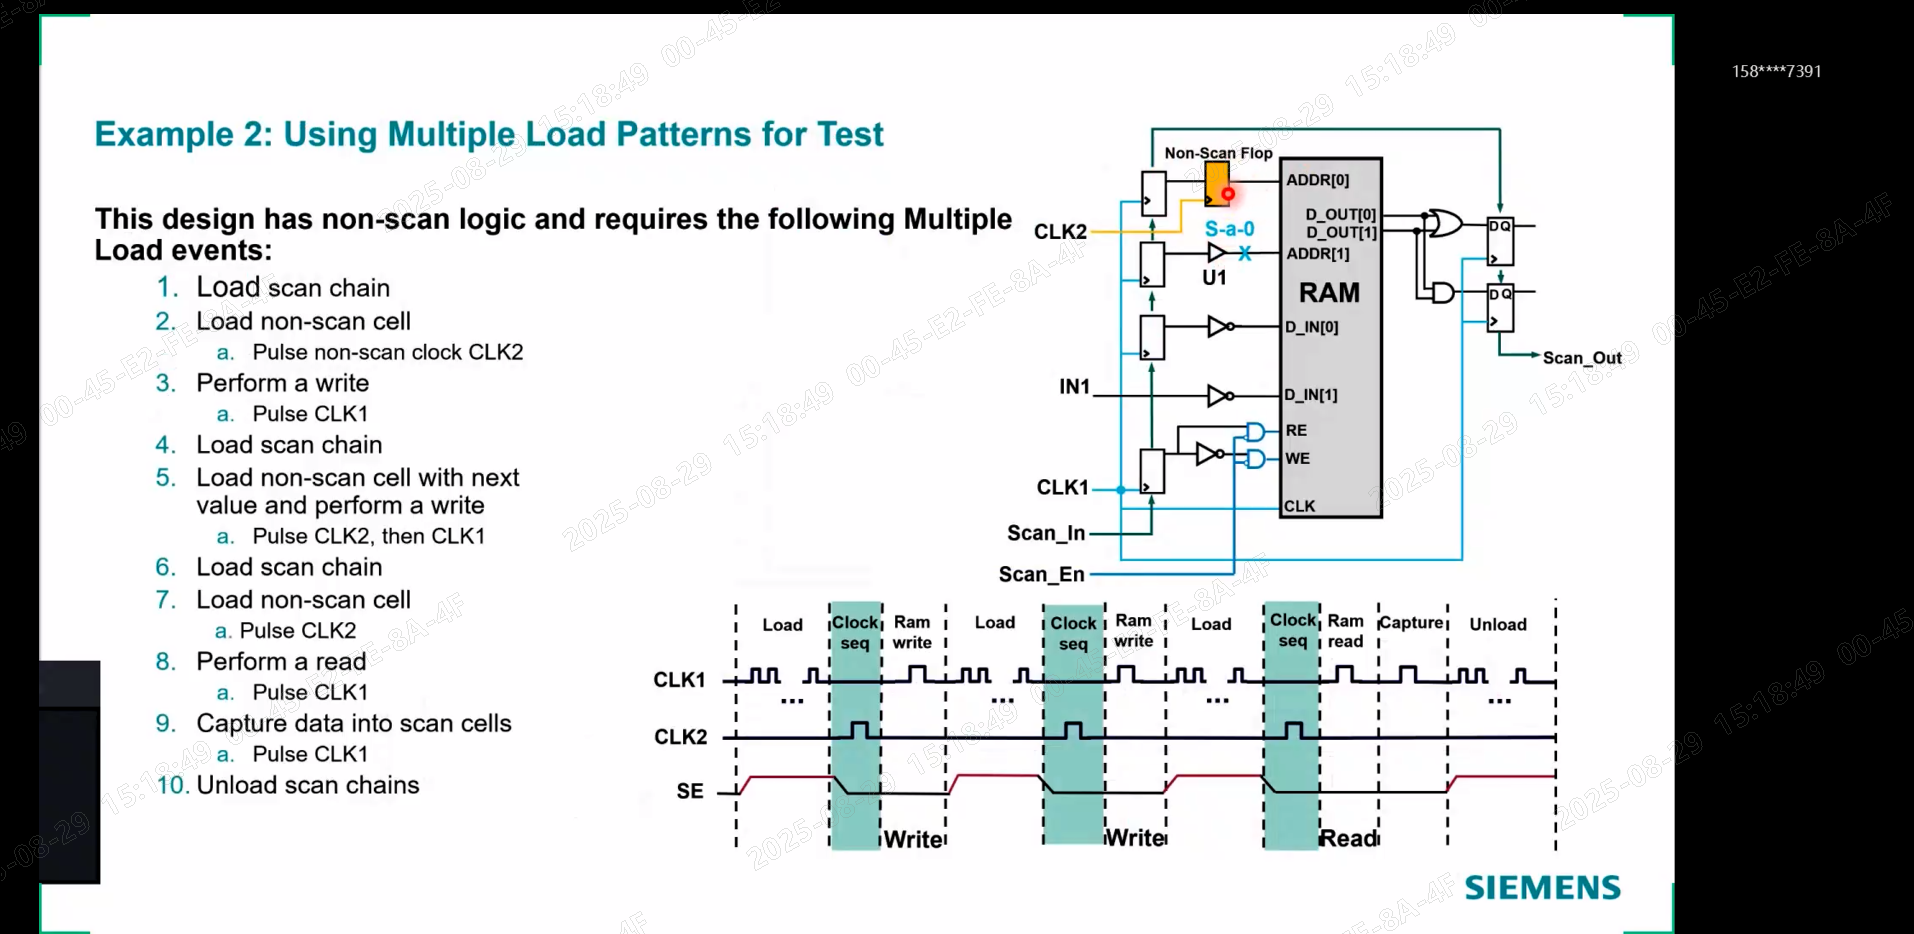 158****7391
Example 2: Using Multiple Load Patterns for Test
This design has non-scan logic and requires the following Multiple
Load events:
1. Load scan chain
2. Load non-scan cell
a. Pulse non-scan clock CLK2
3. Perform a write
a. Pulse CLK1
4. Load scan chain
5. Load non-scan cell with next
value and perform a write
a. Pulse CLK2, then CLK1
6. Load scan chain
7. Load non-scan cell
a. Pulse CLK2
8. Perform a read
a. Pulse CLK1
9. Capture data into scan cells
a. Pulse CLK1
10. Unload scan chains
Non-Scan Flop
ADDR[0]
CLK2
S-a-0
X
ADDR[1]
U1
D_OUT[0]
D_OUT[1]
RAM
D_IN[0]
IN1
D_IN[1]
RE
WE
CLK1
CLK
Scan_In
Scan_En
DQ
DQ
Scan_Out
Load Clock seq Ram write Load Clock seq Ram write Load Clock seq Ram read Capture Unload
CLK1
... ... ... ...
CLK2
SE
Write Write Read
SIEMENS
2025-08-29 15:18:49 00-45-E2-FE-8A-4F